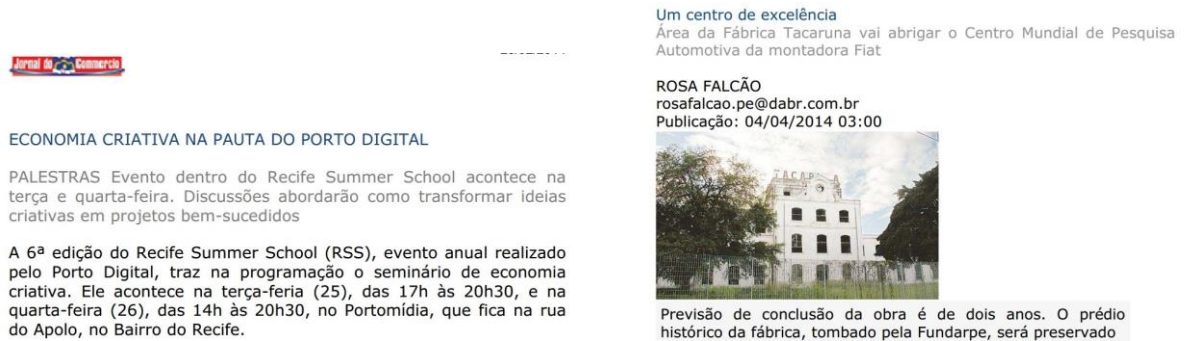 Jornal do Commercio
ECONOMIA CRIATIVA NA PAUTA DO PORTO DIGITAL
PALESTRAS Evento dentro do Recife Summer School acontece na
terça e quarta-feira. Discussões abordarão como transformar ideias
criativas em projetos bem-sucedidos
A 6ª edição do Recife Summer School (RSS), evento anual realizado
pelo Porto Digital, traz na programação o seminário de economia
criativa. Ele acontece na terça-feria (25), das 17h às 20h30, e na
quarta-feira (26), das 14h às 20h30, no Portomídia, que fica na rua
do Apolo, no Bairro do Recife.
Um centro de excelência
Área da Fábrica Tacaruna vai abrigar o Centro Mundial de Pesquisa
Automotiva da montadora Fiat
ROSA FALCÃO
rosafalcao.pe@dabr.com.br
Publicação: 04/04/2014 03:00
TACARUNA
Previsão de conclusão da obra é de dois anos. O prédio
histórico da fábrica, tombado pela Fundarpe, será preservado